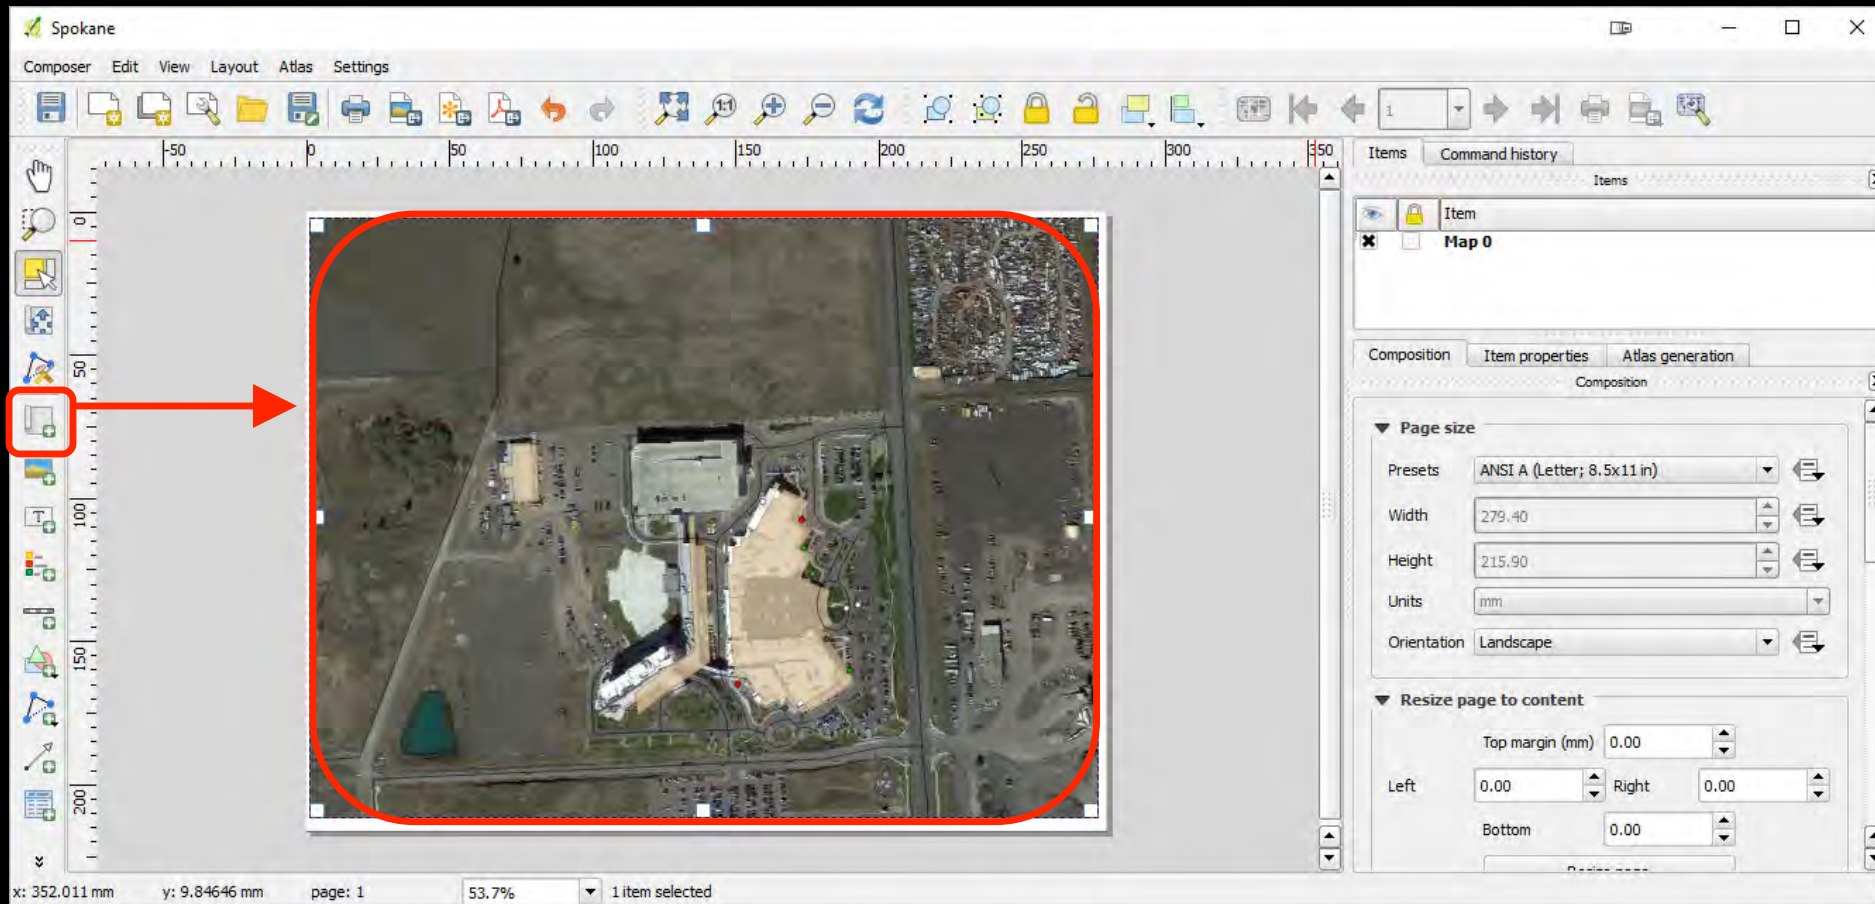 Spokane
Composer Edit View Layout Atlas Settings
1:1
1
-50 0 50 100 150 200 250 300 350
0
50
100
150
200
Items Command history
Items
Item
Map 0
Composition Item properties Atlas generation
Composition
Page size
Presets ANSI A (Letter; 8.5x11 in)
Width 279.40
Height 215.90
Units mm
Orientation Landscape
Resize page to content
Top margin (mm) 0.00
Left 0.00 Right 0.00
Bottom 0.00
x: 352.011 mm y: 9.84646 mm page: 1 53.7% 1 item selected